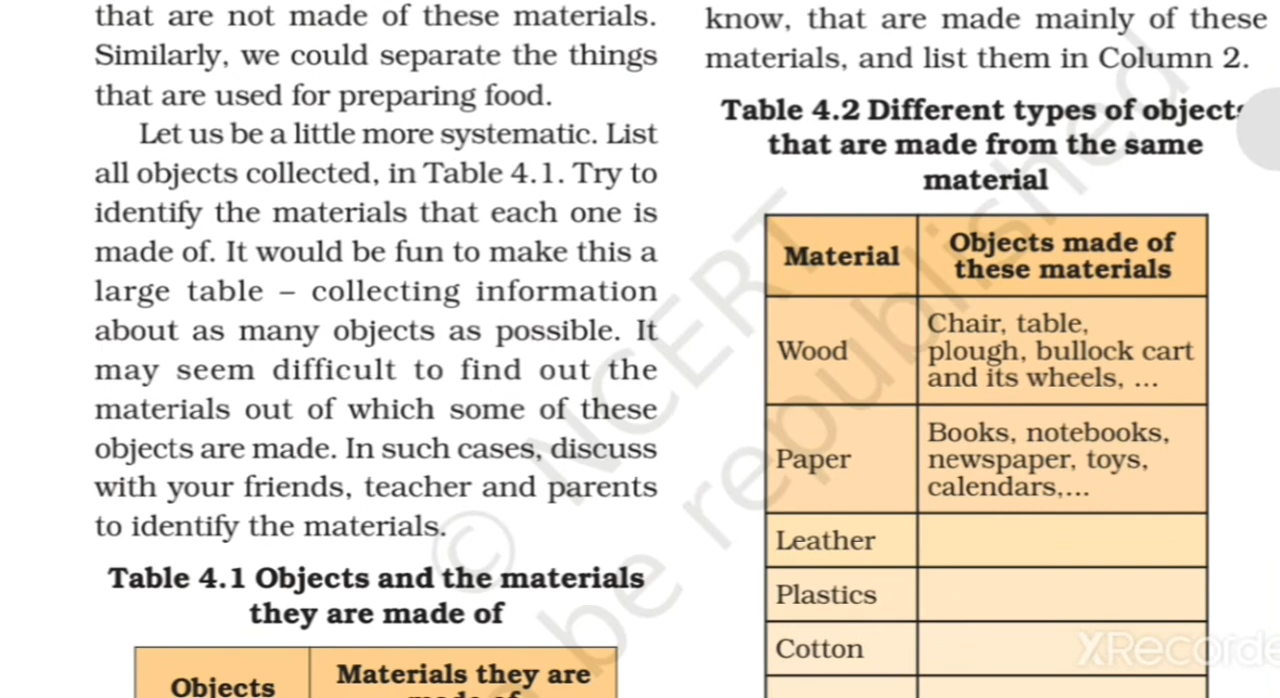 that are not made of these materials.
Similarly, we could separate the things
that are used for preparing food.
Let us be a little more systematic. List
all objects collected, in Table 4.1. Try to
identify the materials that each one is
made of. It would be fun to make this a
large table – collecting information
about as many objects as possible. It
may seem difficult to find out the
materials out of which some of these
objects are made. In such cases, discuss
with your friends, teacher and parents
to identify the materials.
Table 4.1 Objects and the materials
they are made of
Objects
Materials they are
made of
know, that are made mainly of these
materials, and list them in Column 2.
Table 4.2 Different types of objects
that are made from the same
material
Material
Objects made of
these materials
Wood
Chair, table,
plough, bullock cart
and its wheels, ...
Paper
Books, notebooks,
newspaper, toys,
calendars,...
Leather
Plastics
Cotton
© NCERT
be republished
XRecorde